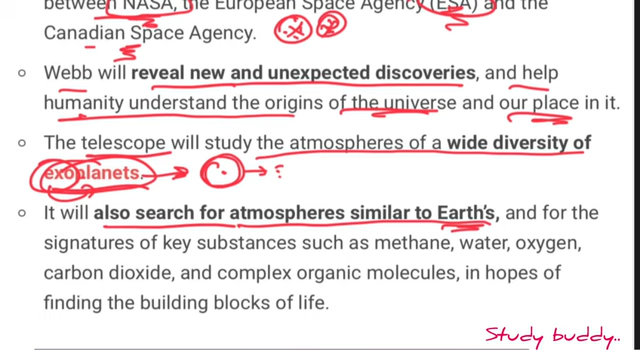 between NASA, the European Space Agency (ESA) and the
Canadian Space Agency.
Webb will reveal new and unexpected discoveries, and help
humanity understand the origins of the universe and our place in it.
The telescope will study the atmospheres of a wide diversity of
exoplanets. ?
It will also search for atmospheres similar to Earth's, and for the
signatures of key substances such as methane, water, oxygen,
carbon dioxide, and complex organic molecules, in hopes of
finding the building blocks of life.
Study buddy..